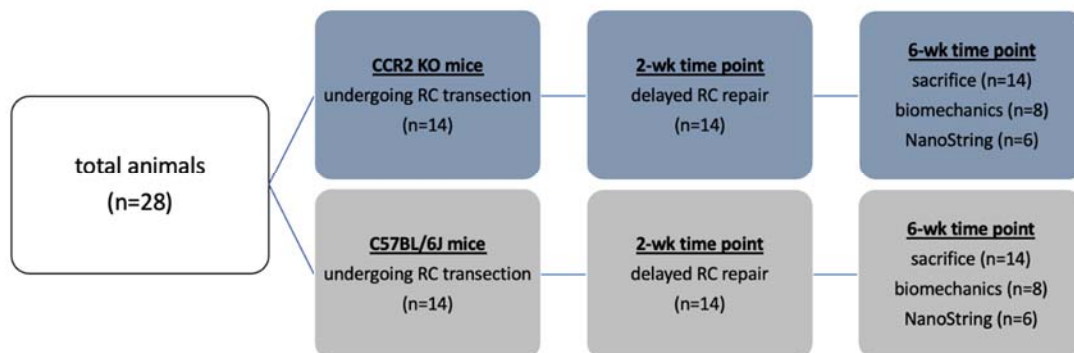 total animals
(n=28)
CCR2 KO mice
undergoing RC transection
(n=14)
2-wk time point
delayed RC repair
(n=14)
6-wk time point
sacrifice (n=14)
biomechanics (n=8)
NanoString (n=6)
C57BL/6J mice
undergoing RC transection
(n=14)
2-wk time point
delayed RC repair
(n=14)
6-wk time point
sacrifice (n=14)
biomechanics (n=8)
NanoString (n=6)